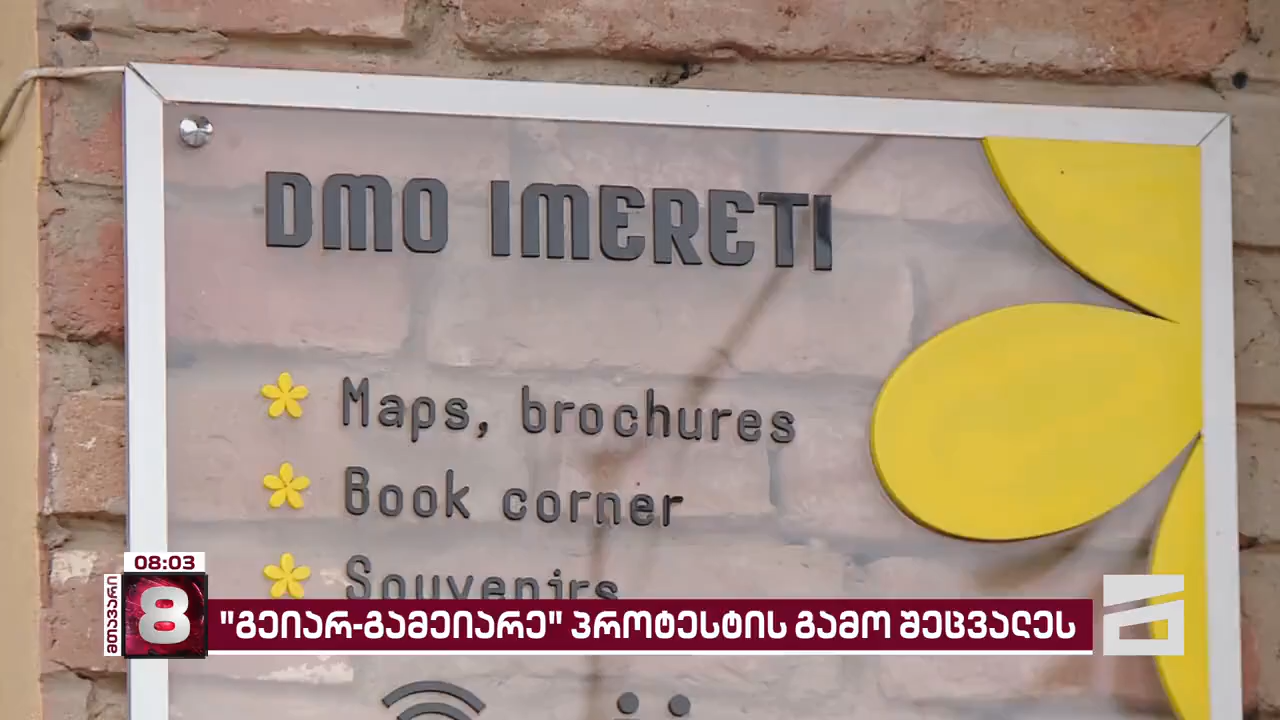 DMO IMERETI
Maps, brochures
Book corner
Souvenirs
08:03
მთავარი
8
"გეიარ-გამეიარე" პროტესტის გამო შეცვალეს